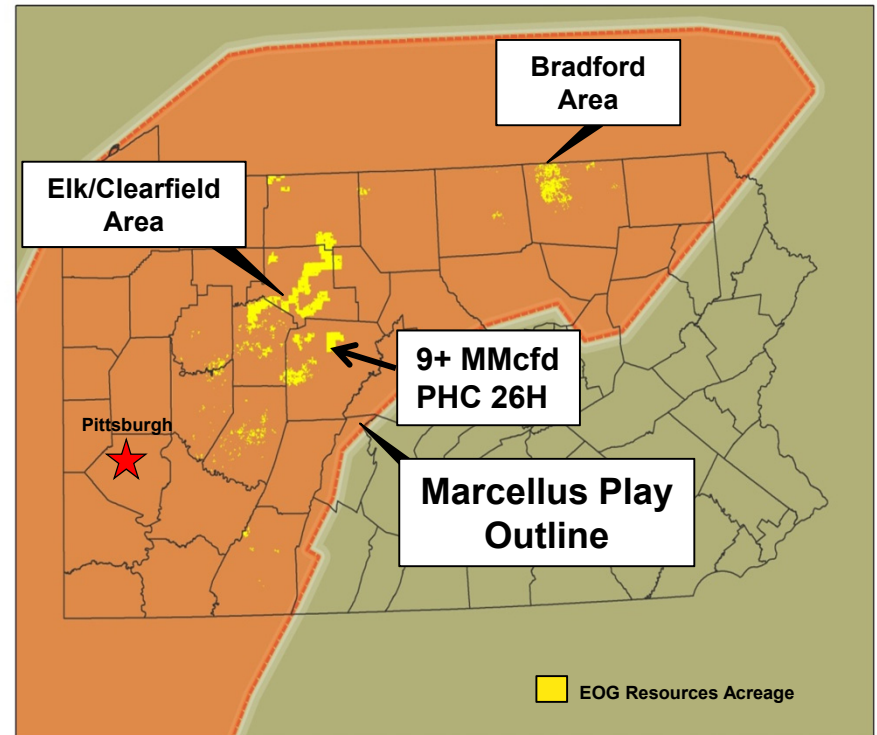 Bradford
Area
Elk/Clearfield
Area
9+ MMcfd
PHC 26H
Pittsburgh
Marcellus Play
Outline
EOG Resources Acreage